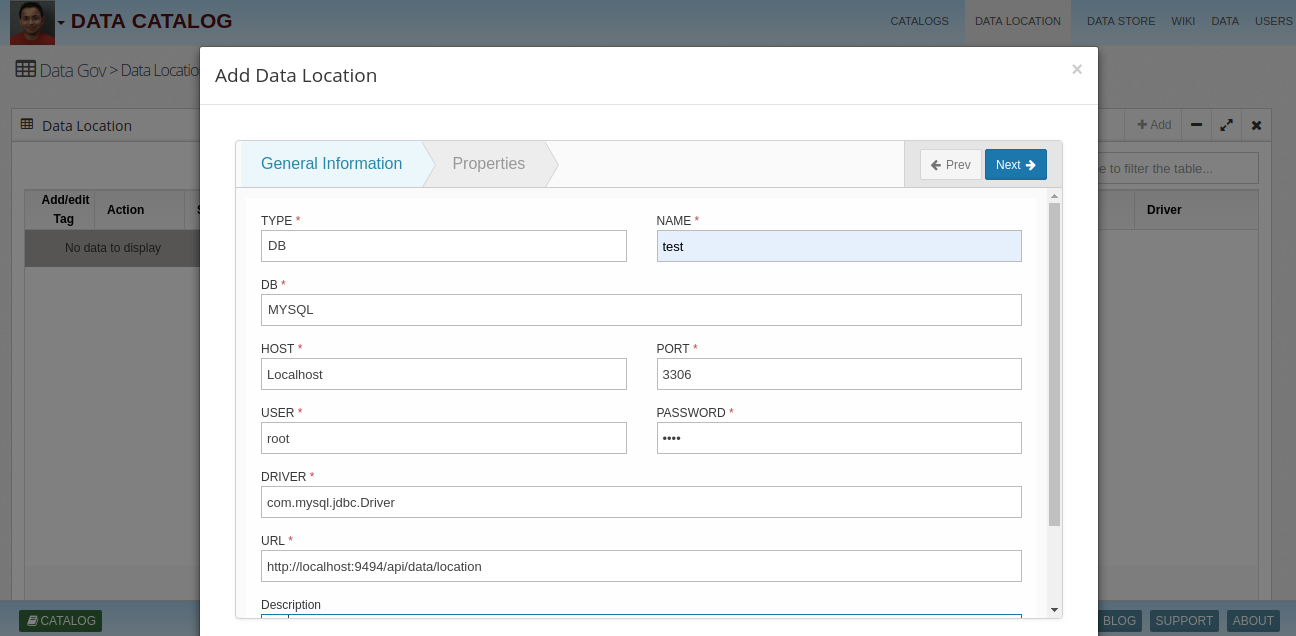 DATA CATALOG
CATALOGS DATA LOCATION DATA STORE WIKI DATA USERS
Data Gov > Data Locatio
Add Data Location
×
Data Location
Add
General Information Properties
Prev Next
e to filter the table...
Add/edit Tag Action S Driver
No data to display
TYPE * NAME *
DB test
DB *
MYSQL
HOST * PORT *
Localhost 3306
USER * PASSWORD *
root ••••
DRIVER *
com.mysql.jdbc.Driver
URL *
http://localhost:9494/api/data/location
Description
CATALOG BLOG SUPPORT ABOUT